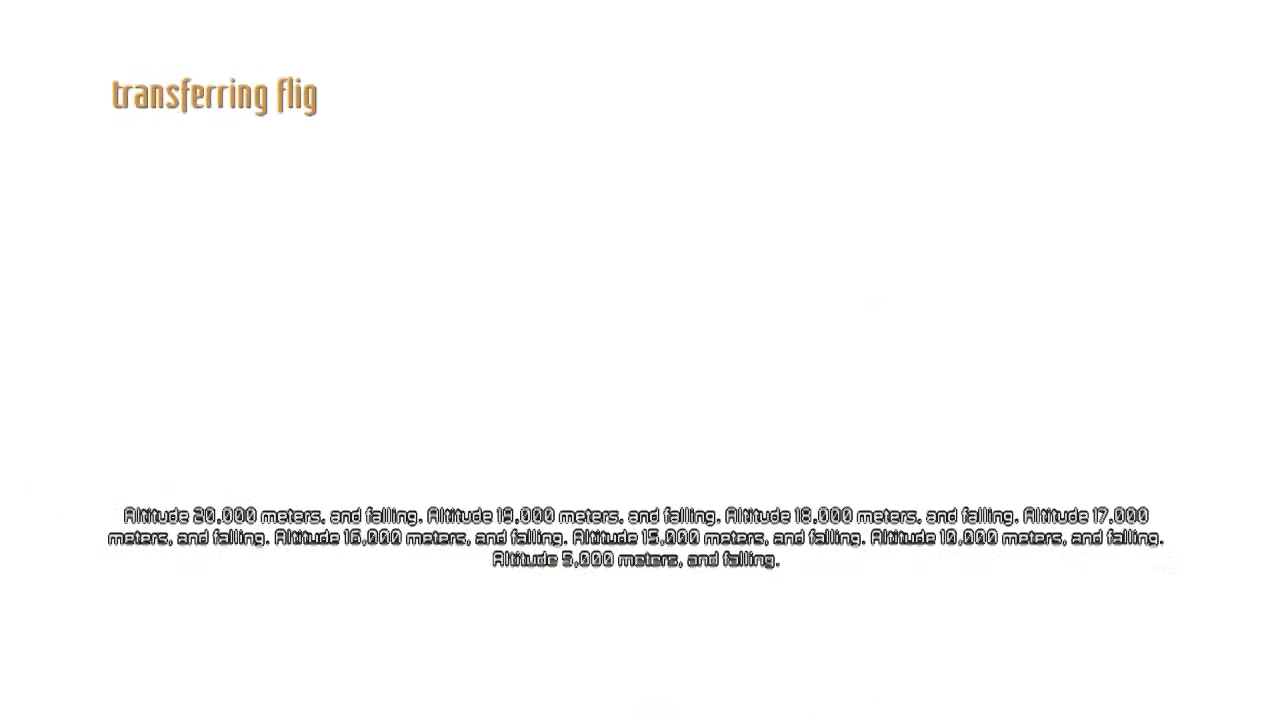 transferring flig
Altitude 20,000 meters, and falling. Altitude 19,000 meters, and falling. Altitude 18,000 meters, and falling. Altitude 17,000
meters, and falling. Altitude 16,000 meters, and falling. Altitude 15,000 meters, and falling. Altitude 10,000 meters, and falling.
Altitude 5,000 meters, and falling.